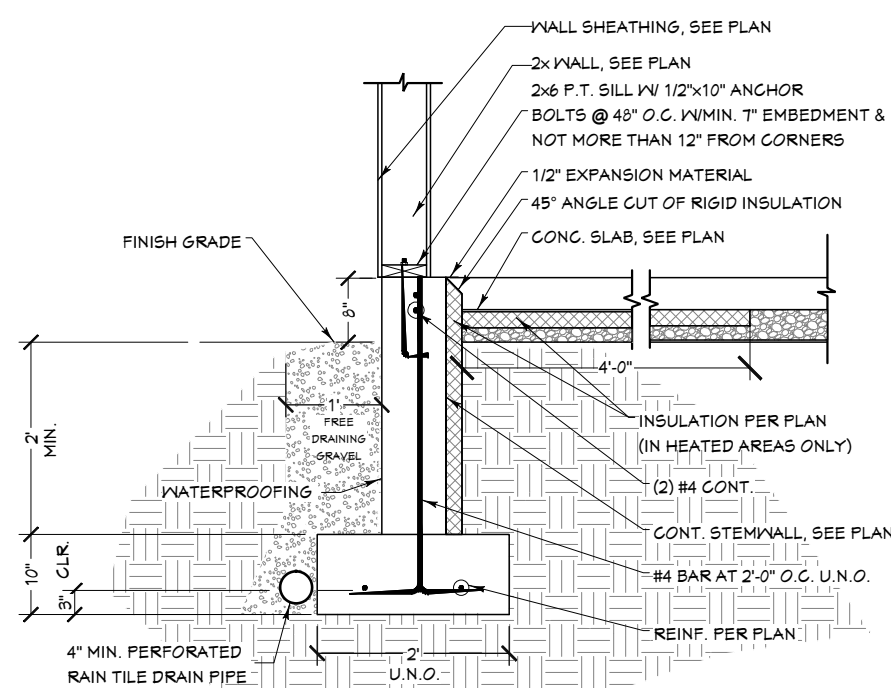 WALL SHEATHING, SEE PLAN
2x WALL, SEE PLAN
2x6 P.T. SILL W/ 1/2"x10" ANCHOR
BOLTS @ 48" O.C. W/MIN. 7" EMBEDMENT &
NOT MORE THAN 12" FROM CORNERS
1/2" EXPANSION MATERIAL
45° ANGLE CUT OF RIGID INSULATION
CONC. SLAB, SEE PLAN
FINISH GRADE
8"
4'-0"
2'
MIN.
1'
FREE
DRAINING
GRAVEL
INSULATION PER PLAN
(IN HEATED AREAS ONLY)
(2) #4 CONT.
WATERPROOFING
CONT. STEMWALL, SEE PLAN
#4 BAR AT 2'-0" O.C. U.N.O.
10"
3"
CLR.
REINF. PER PLAN
4" MIN. PERFORATED
RAIN TILE DRAIN PIPE
2'
U.N.O.